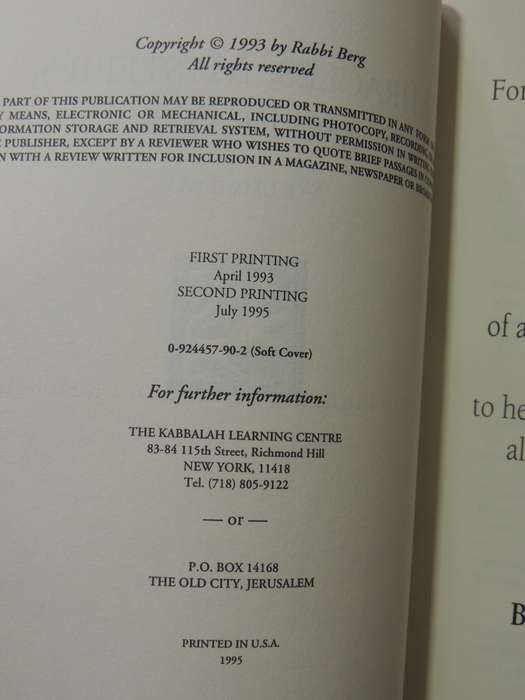 Copyright © 1993 by Rabbi Berg
All rights reserved
PART OF THIS PUBLICATION MAY BE REPRODUCED OR TRANSMITTED IN ANY FORM
MEANS, ELECTRONIC OR MECHANICAL, INCLUDING PHOTOCOPY, RECORDING,
STORAGE AND RETRIEVAL SYSTEM, WITHOUT PERMISSION IN WRITING
PUBLISHER, EXCEPT BY A REVIEWER WHO WISHES TO QUOTE BRIEF PASSAGES IN
WITH A REVIEW WRITTEN FOR INCLUSION IN A MAGAZINE, NEWSPAPER OR
FIRST PRINTING
April 1993
SECOND PRINTING
July 1995
0-924457-90-2 (Soft Cover)
For further information:
THE KABBALAH LEARNING CENTRE
83-84 115th Street, Richmond Hill
NEW YORK, 11418
Tel. (718) 805-9122
— or —
P.O. BOX 14168
THE OLD CITY, JERUSALEM
PRINTED IN U.S.A.
1995
For
of a
to he
al
B